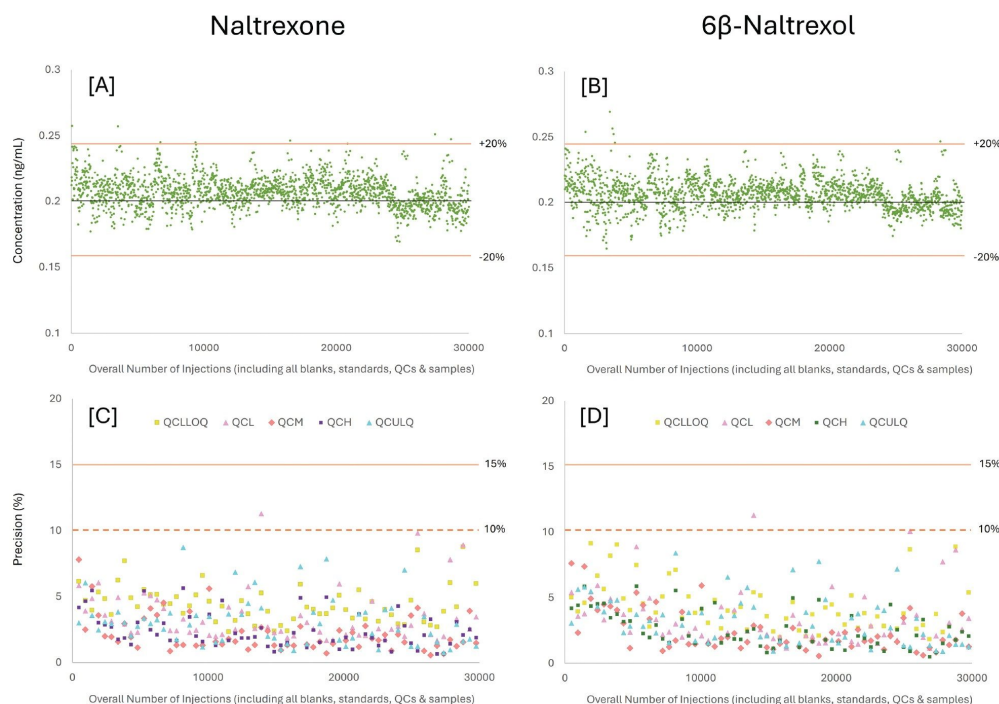 Naltrexone
6β-Naltrexol
[A]
0.3
0.25
0.2
0.15
0.1
Concentration (ng/mL)
+20%
-20%
0 10000 20000 30000
Overall Number of Injections (including all blanks, standards, QCs & samples)
[B]
0.3
0.25
0.2
0.15
0.1
+20%
-20%
0 10000 20000 30000
Overall Number of Injections (including all blanks, standards, QCs & samples)
[C]
QCLLOQ QCL QCM QCH QCULQ
20
15
10
5
0
Precision (%)
15%
10%
0 10000 20000 30000
Overall Number of Injections (including all blanks, standards, QCs & samples)
[D]
QCLLOQ QCL QCM QCH QCULQ
20
15
10
5
0
15%
10%
0 10000 20000 30000
Overall Number of Injections (including all blanks, standards, QCs & samples)